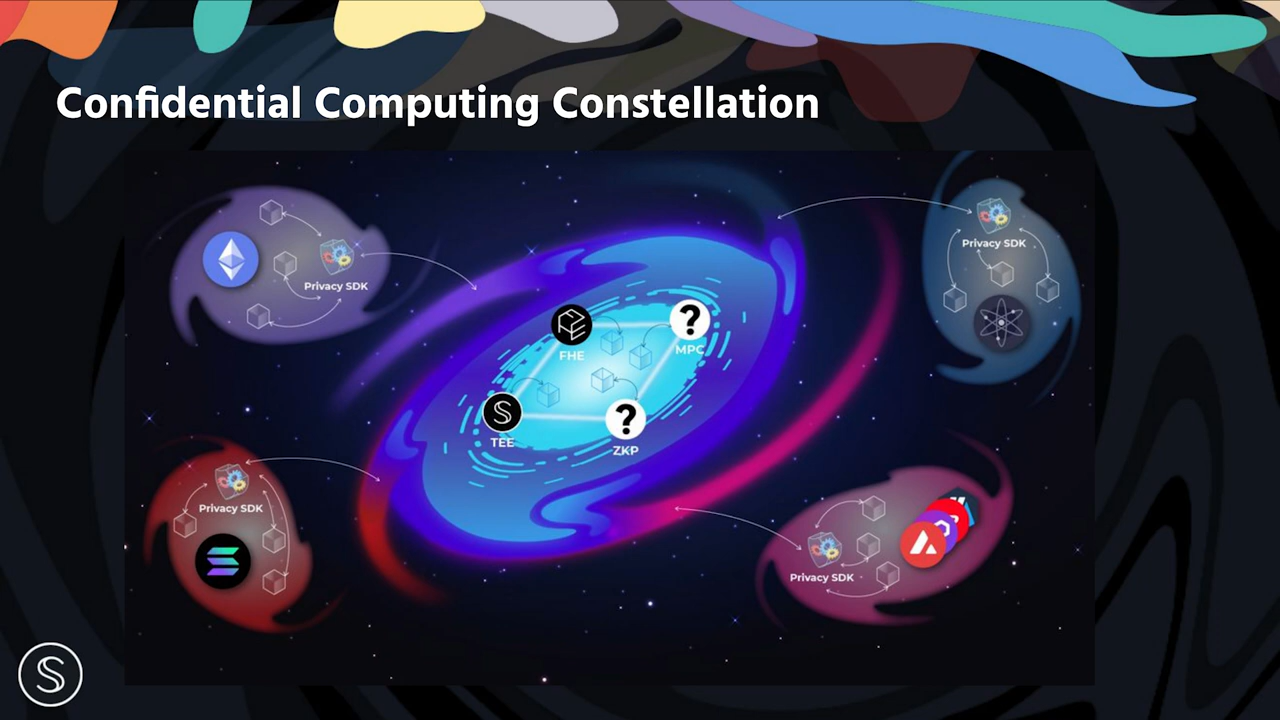 Confidential Computing Constellation
Privacy SDK
Privacy SDK
FHE
?
MPC
S
TEE
?
ZKP
Privacy SDK
Privacy SDK
S